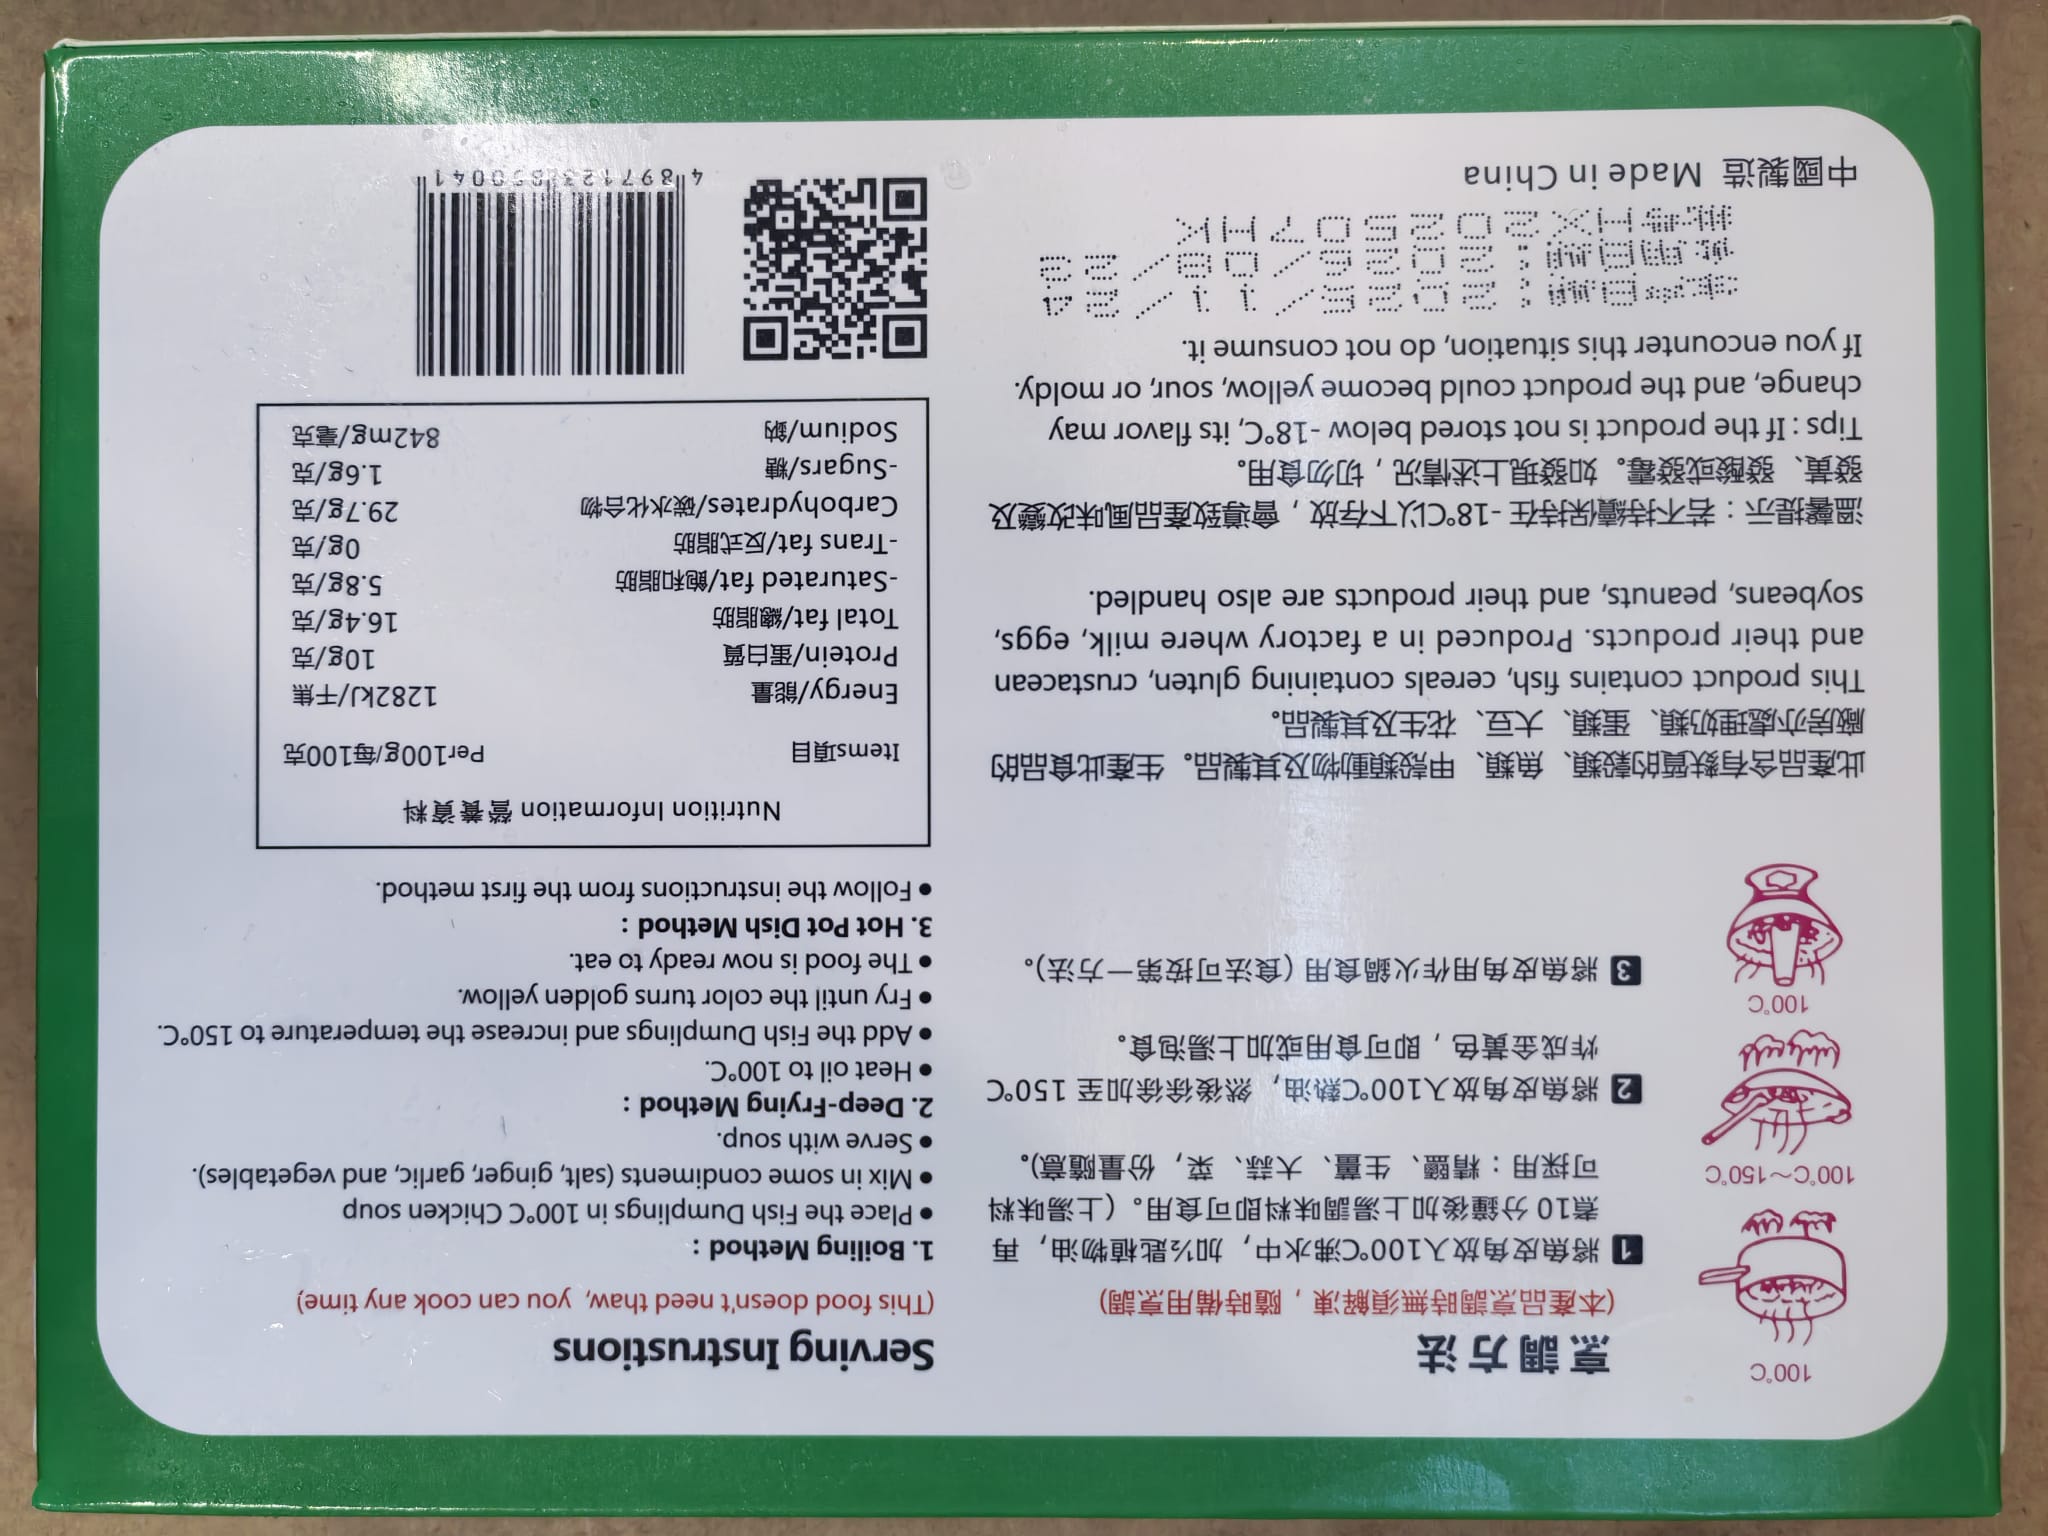 烹調方法
(本產品烹調時無須解凍，隨時備用烹調)
100℃
1 將魚皮角放入100℃沸水中，加½匙植物油，再
煮10分鐘後加上湯調味料即可食用。(上湯味料
可採用：精鹽、生薑、大蒜、菜，份量隨意)。
100℃~150℃
2 將魚皮角放入100℃熱油，然後徐徐加至 150℃
炸成金黃色，即可食用或加上湯泡食。
100℃
3 將魚皮角用作火鍋食用 (食法可按第一方法)。
此產品含有麩質的穀類、魚類、甲殼類動物及其製品。生產此食品的
廠房亦處理奶類、蛋類、大豆、花生及其製品。
This product contains fish, cereals containing gluten, crustacean
and their products. Produced in a factory where milk, eggs,
soybeans, peanuts, and their products are also handled.
溫馨提示：若不持續保持在 -18℃以下存放，會導致產品風味改變及
發黃、發酸或發霉。如發現上述情況，切勿食用。
Tips : If the product is not stored below -18℃, its flavor may
change, and the product could become yellow, sour, or moldy.
If you encounter this situation, do not consume it.
日期:2025/11/24
日期:
中國製造 Made in China
Serving Instrustions
(This food doesn't need thaw, you can cook any time)
1. Boiling Method :
● Place the Fish Dumplings in 100℃ Chicken soup
● Mix in some condiments (salt, ginger, garlic, and vegetables).
● Serve with soup.
2. Deep-Frying Method :
● Heat oil to 100℃.
● Add the Fish Dumplings and increase the temperature to 150℃.
● Fry until the color turns golden yellow.
● The food is now ready to eat.
3. Hot Pot Dish Method :
● Follow the instructions from the first method.
Nutrition Information 營養資料
Items項目 Per100g/每100克
Energy/能量 1282kJ/千焦
Protein/蛋白質 10g/克
Total fat/總脂肪 16.4g/克
-Saturated fat/飽和脂肪 5.8g/克
-Trans fat/反式脂肪 0g/克
Carbohydrates/碳水化合物 29.7g/克
-Sugars/糖 1.6g/克
Sodium/鈉 842mg/毫克
4 897123 850041